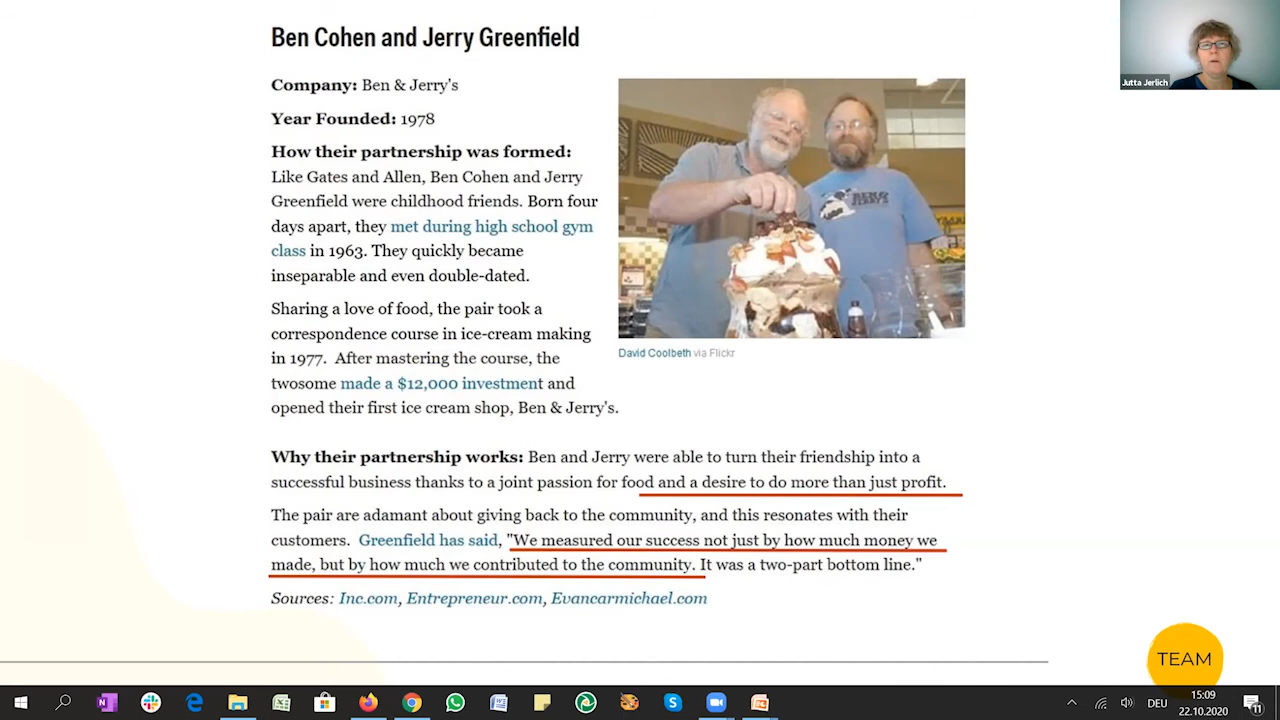 Ben Cohen and Jerry Greenfield
Company: Ben & Jerry's
Year Founded: 1978
How their partnership was formed:
Like Gates and Allen, Ben Cohen and Jerry
Greenfield were childhood friends. Born four
days apart, they met during high school gym
class in 1963. They quickly became
inseparable and even double-dated.
Sharing a love of food, the pair took a
correspondence course in ice-cream making
in 1977. After mastering the course, the
twosome made a $12,000 investment and
opened their first ice cream shop, Ben & Jerry's.
BEN&
JERRY'S
David Coolbeth via Flickr
Why their partnership works: Ben and Jerry were able to turn their friendship into a
successful business thanks to a joint passion for food and a desire to do more than just profit.
The pair are adamant about giving back to the community, and this resonates with their
customers. Greenfield has said, "We measured our success not just by how much money we
made, but by how much we contributed to the community. It was a two-part bottom line."
Sources: Inc.com, Entrepreneur.com, Evancarmichael.com
Jutta Jerlich
TEAM
DEU
15:09
22.10.2020
11